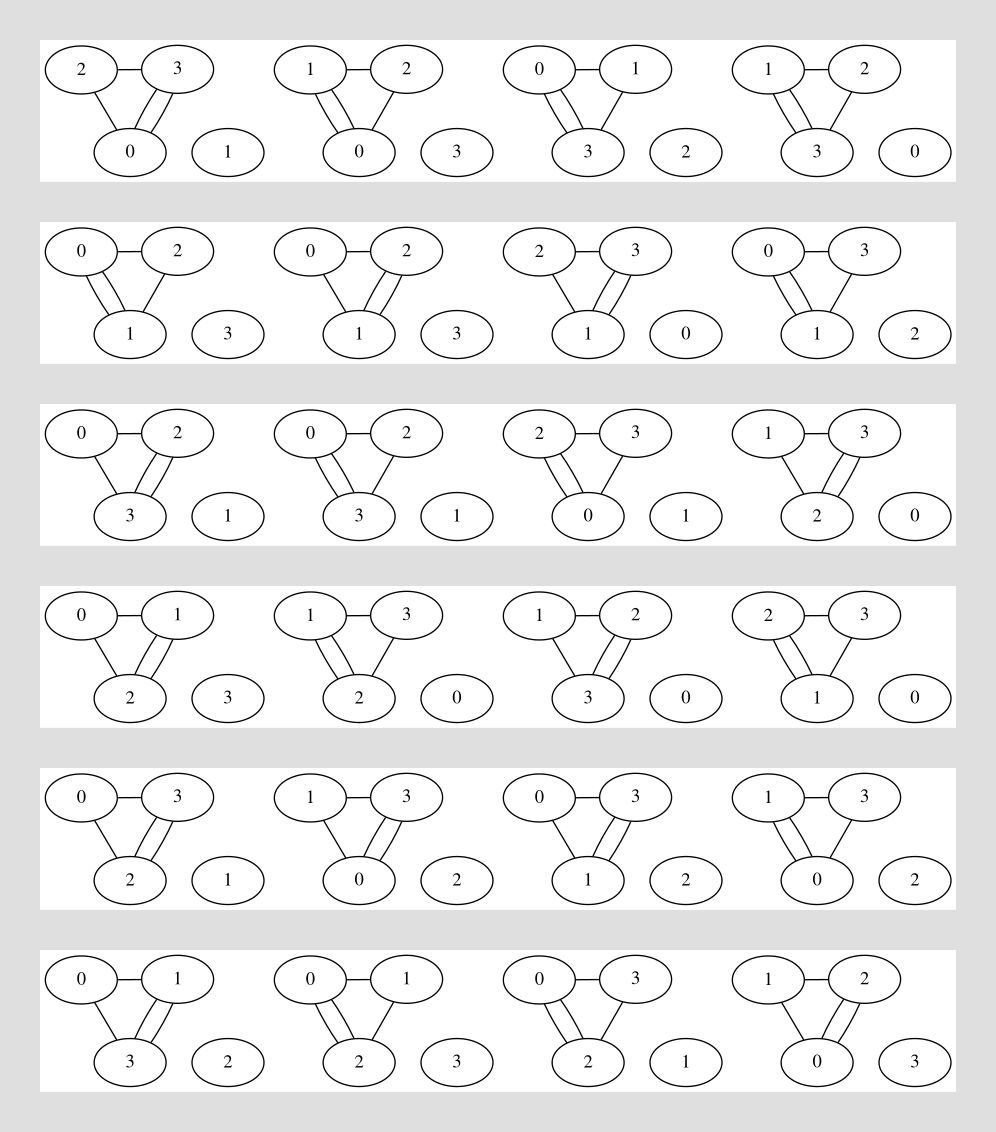 2 3 1 2 0 1 1 2
0 1 0 3 3 2 3 0
0 2 0 2 2 3 0 3
1 3 1 3 1 0 1 2
0 2 0 2 2 3 1 3
3 1 3 1 0 1 2 0
0 1 1 3 1 2 2 3
2 3 2 0 3 0 1 0
0 3 1 3 0 3 1 3
2 1 0 2 1 2 0 2
0 1 0 1 0 3 1 2
3 2 2 3 2 1 0 3